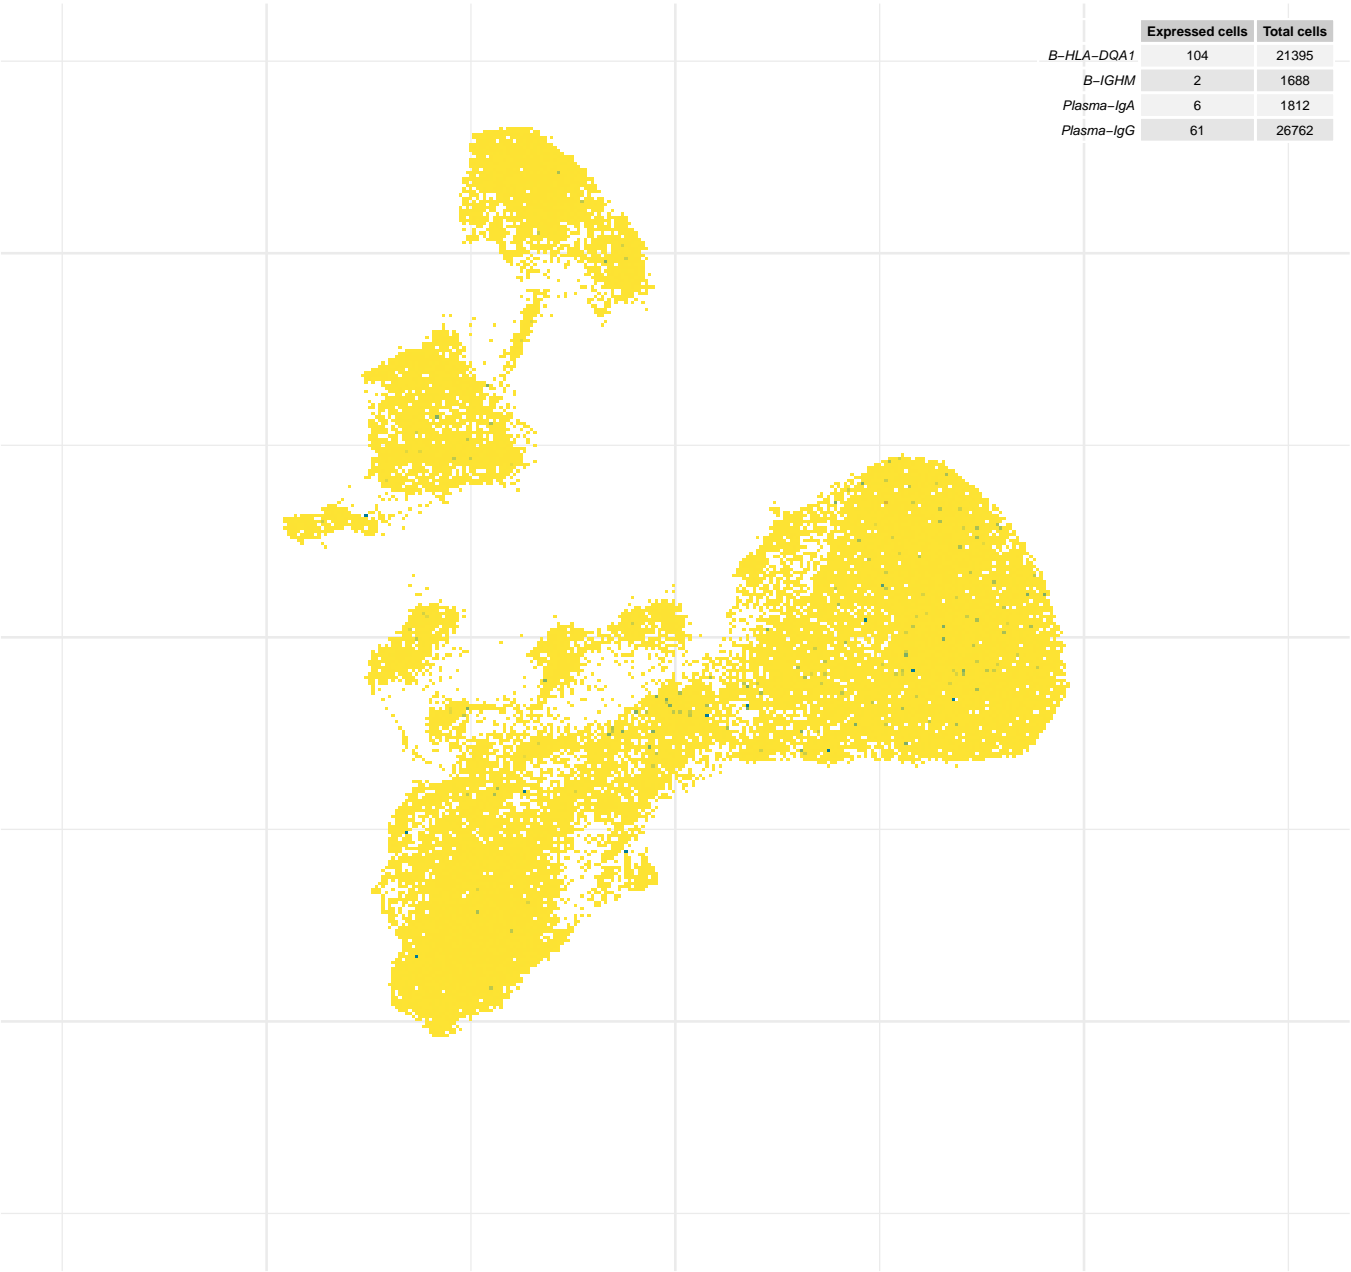 Expressed cells Total cells
B−HLA−DQA1 104 21395
B−IGHM 2 1688
Plasma−IgA 6 1812
Plasma−IgG 61 26762